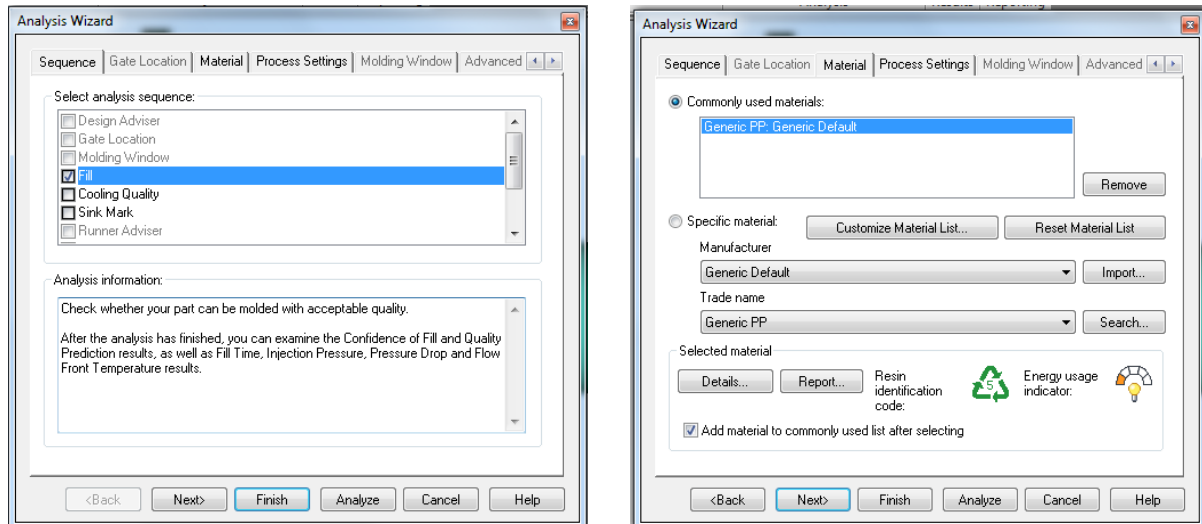 Analysis Wizard
Sequence Gate Location Material Process Settings Molding Window Advanced
Select analysis sequence:
Design Adviser
Gate Location
Molding Window
Fill
Cooling Quality
Sink Mark
Runner Adviser
Analysis information:
Check whether your part can be molded with acceptable quality.
After the analysis has finished, you can examine the Confidence of Fill and Quality
Prediction results, as well as Fill Time, Injection Pressure, Pressure Drop and Flow
Front Temperature results.
<Back Next> Finish Analyze Cancel Help
Analysis Wizard
Sequence Gate Location Material Process Settings Molding Window Advanced
Commonly used materials:
Generic PP: Generic Default
Remove
Specific material: Customize Material List... Reset Material List
Manufacturer
Generic Default Import...
Trade name
Generic PP Search...
Selected material
Details... Report... Resin
identification
code:
5
Energy usage
indicator:
Add material to commonly used list after selecting
<Back Next> Finish Analyze Cancel Help